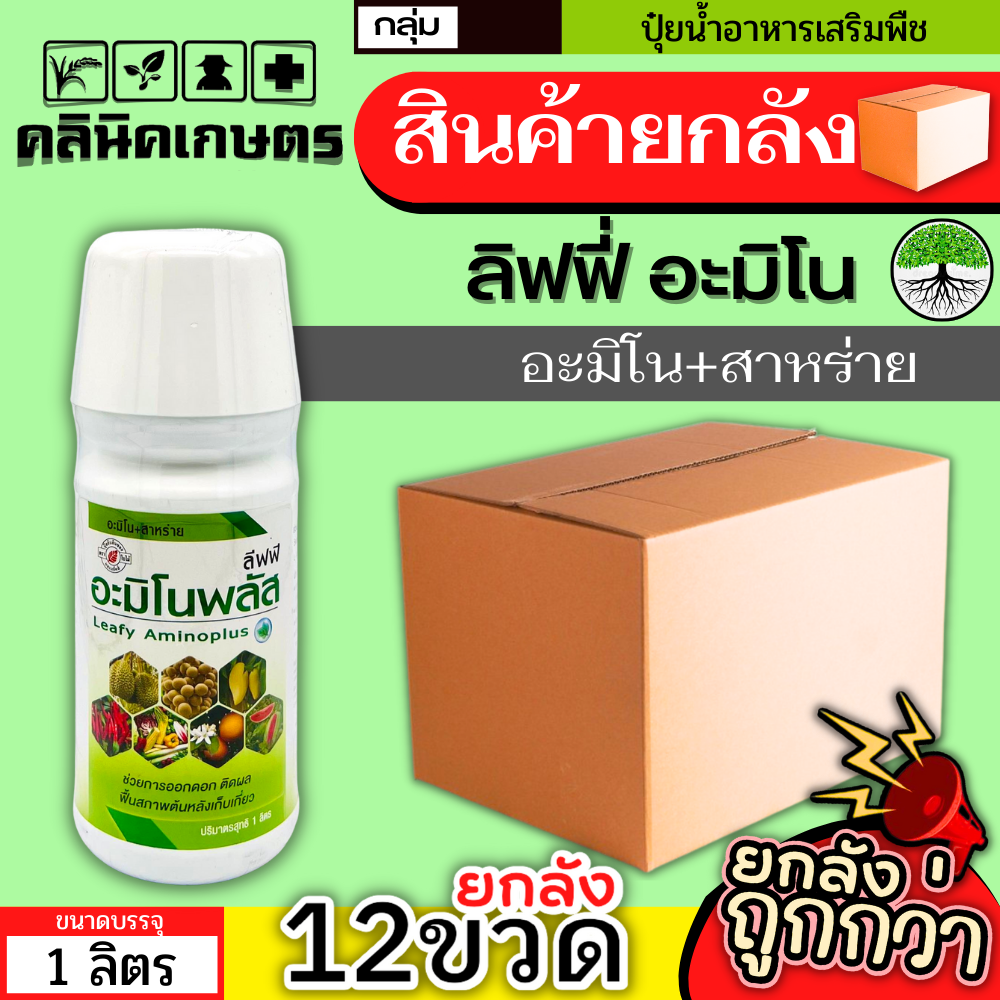 กลุ่ม
ปุ๋ยน้ำอาหารเสริมพืช
คลินิคเกษตร
สินค้ายกลัง
ลิฟฟี่ อะมิโน
อะมิโน+สาหร่าย
อะมิโน+สาหร่าย
ลีฟฟี
อะมิโนพลัส
Leafy Aminoplus
ช่วยการออกดอก ติดผล
ฟื้นสภาพต้นหลังเก็บเกี่ยว
ปริมาตรสุทธิ 1 ลิตร
ขนาดบรรจุ
1 ลิตร
ยกลัง
12ขวด
ยกลัง
ถูกกว่า